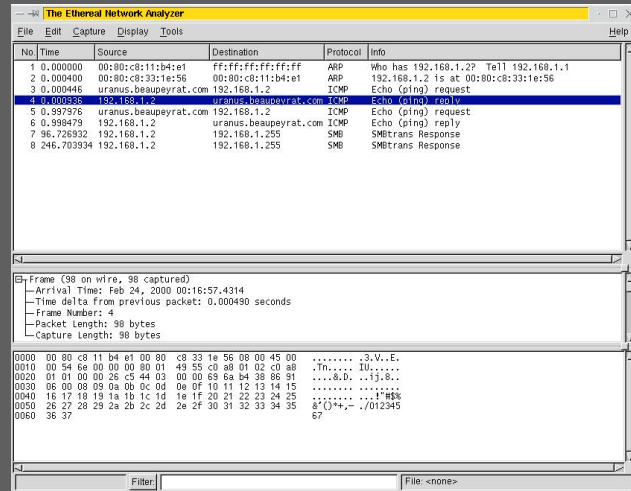 The Ethereal Network Analyzer
File Edit Capture Display Tools Help
No. Time Source Destination Protocol Info
1 0.000000 00:80:c8:11:b4:e1 ff:ff:ff:ff:ff:ff ARP Who has 192.168.1.2? Tell 192.168.1.1
2 0.000400 00:80:c8:33:1e:56 00:80:c8:11:b4:e1 ARP 192.168.1.2 is at 00:80:c8:33:1e:56
3 0.000446 uranus.beaupeyrat.com 192.168.1.2 ICMP Echo (ping) request
4 0.000936 192.168.1.2 uranus.beaupeyrat.com ICMP Echo (ping) reply
5 0.997976 uranus.beaupeyrat.com 192.168.1.2 ICMP Echo (ping) request
6 0.998479 192.168.1.2 uranus.beaupeyrat.com ICMP Echo (ping) reply
7 96.726932 192.168.1.2 192.168.1.255 SMB SMBtrans Response
8 246.703934 192.168.1.2 192.168.1.255 SMB SMBtrans Response
Frame (98 on wire, 98 captured)
Arrival Time: Feb 24, 2000 00:16:57.4314
Time delta from previous packet: 0.000490 seconds
Frame Number: 4
Packet Length: 98 bytes
Capture Length: 98 bytes
0000 00 80 c8 11 b4 e1 00 80 c8 33 1e 56 08 00 45 00 ........ .3.V..E.
0010 00 54 6e 00 00 00 80 01 49 55 c0 a8 01 02 c0 a8 .Tn..... IU......
0020 01 01 00 00 26 c5 44 03 00 00 69 6a b4 38 86 91 ....&.D. ..ij.8..
0030 06 00 08 09 0a 0b 0c 0d 0e 0f 10 11 12 13 14 15 ........ ........
0040 16 17 18 19 1a 1b 1c 1d 1e 1f 20 21 22 23 24 25 ........ .. !"#$%
0050 26 27 28 29 2a 2b 2c 2d 2e 2f 30 31 32 33 34 35 &'()*+,- ./012345
0060 36 37 67
Filter: File: <none>